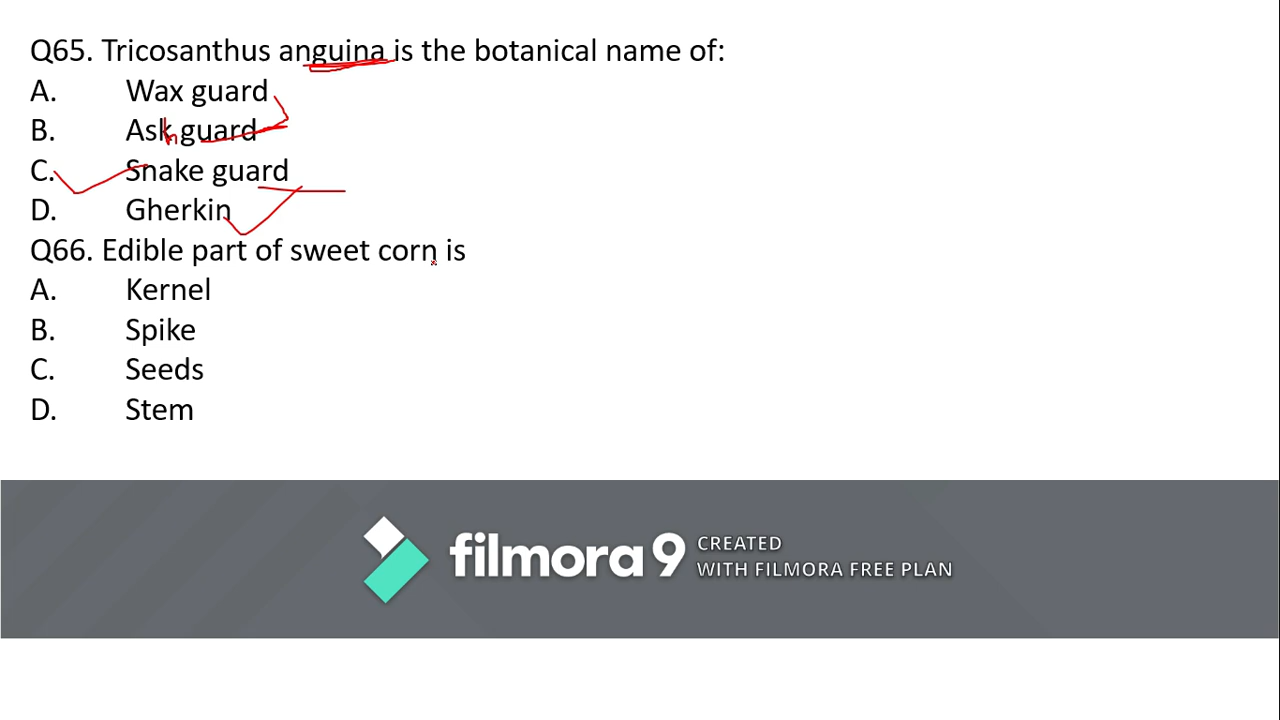 Q65. Tricosanthus anguina is the botanical name of:
A. Wax guard
B. Ask guard
h
C. Snake guard
D. Gherkin
Q66. Edible part of sweet corn is
A. Kernel
B. Spike
C. Seeds
D. Stem
filmora 9 CREATED
WITH FILMORA FREE PLAN